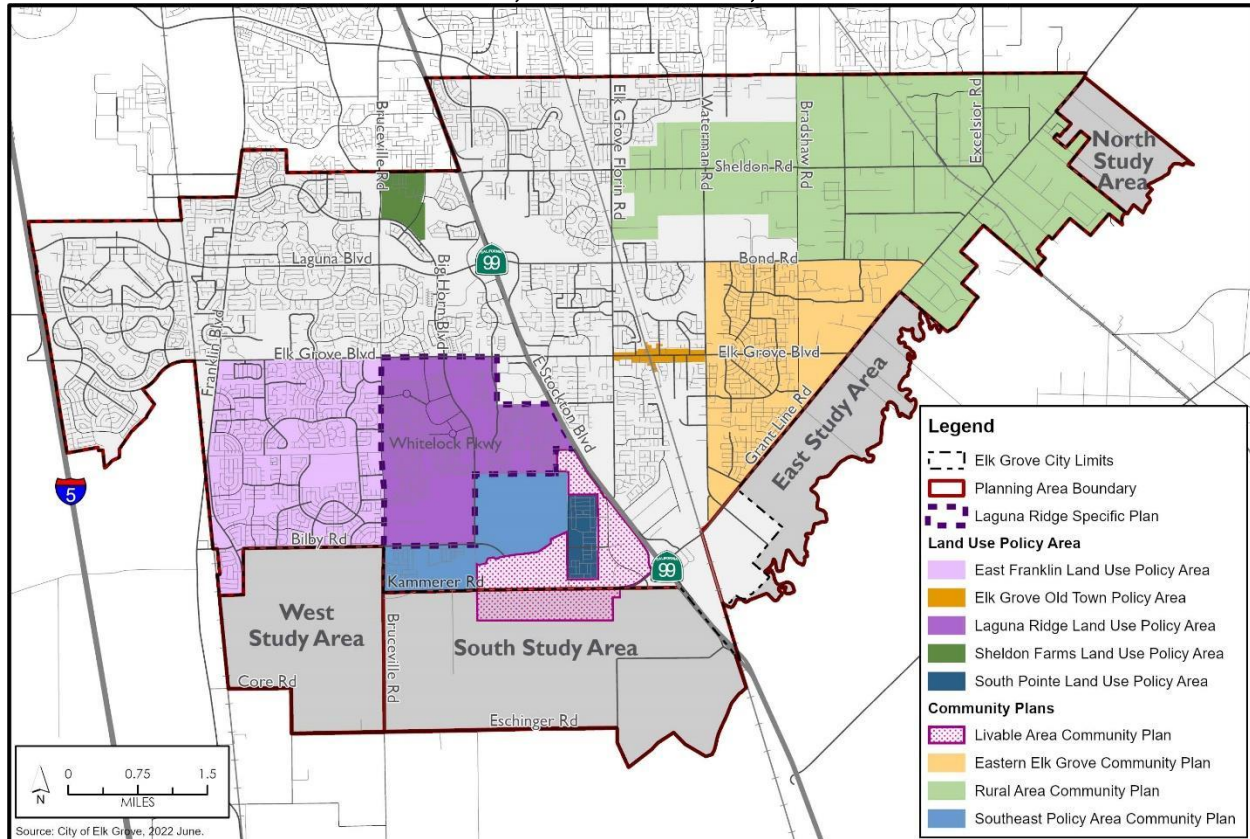 Bruceville Rd
Elk Grove Florin Rd
Waterman Rd
Bradshaw Rd
Excelsior Rd
North
Study
Area
Sheldon Rd
Laguna Blvd
Big Horn Blvd
CALIFORNIA
99
Bond Rd
Franklin Blvd
Elk Grove Blvd
E Stockton Blvd
Elk Grove Blvd
Grant Line Rd
East Study Area
Whitelock Pkwy
5
Bilby Rd
Kammerer Rd
CALIFORNIA
99
West
Study Area
Bruceville Rd
South Study Area
Core Rd
Eschinger Rd
Legend
Elk Grove City Limits
Planning Area Boundary
Laguna Ridge Specific Plan
Land Use Policy Area
East Franklin Land Use Policy Area
Elk Grove Old Town Policy Area
Laguna Ridge Land Use Policy Area
Sheldon Farms Land Use Policy Area
South Pointe Land Use Policy Area
Community Plans
Livable Area Community Plan
Eastern Elk Grove Community Plan
Rural Area Community Plan
Southeast Policy Area Community Plan
N
0 0.75 1.5
MILES
Source: City of Elk Grove, 2022 June.